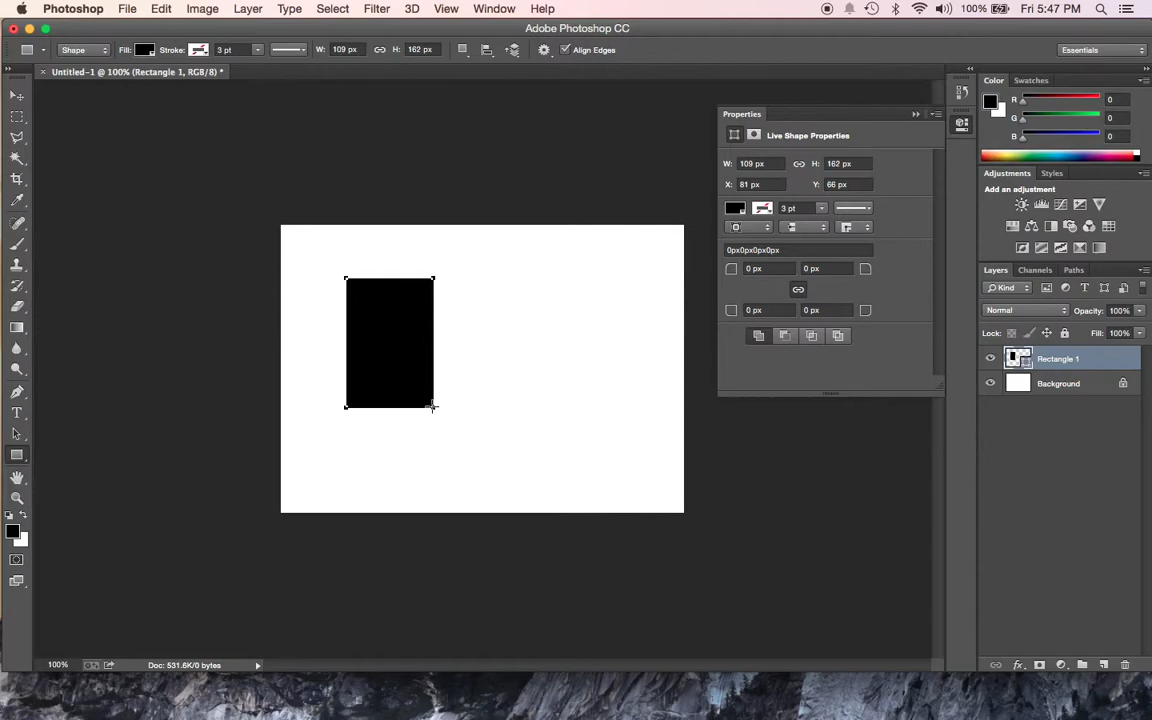 Photoshop File Edit Image Layer Type Select Filter 3D View Window Help 100% Fri 5:47 PM
Adobe Photoshop CC
Shape Fill: Stroke: 3 pt W: 109 px H: 162 px Align Edges Essentials
× Untitled-1 @ 100% (Rectangle 1, RGB/8) *
Color Swatches
R 0
G 0
B 0
Properties
Live Shape Properties
W: 109 px H: 162 px
X: 81 px Y: 66 px
3 pt
0px0px0px0px
0 px 0 px
0 px 0 px
Adjustments Styles
Add an adjustment
Layers Channels Paths
Kind
Normal Opacity: 100%
Lock: Fill: 100%
Rectangle 1
Background
T
100% Doc: 531.6K/0 bytes
fx